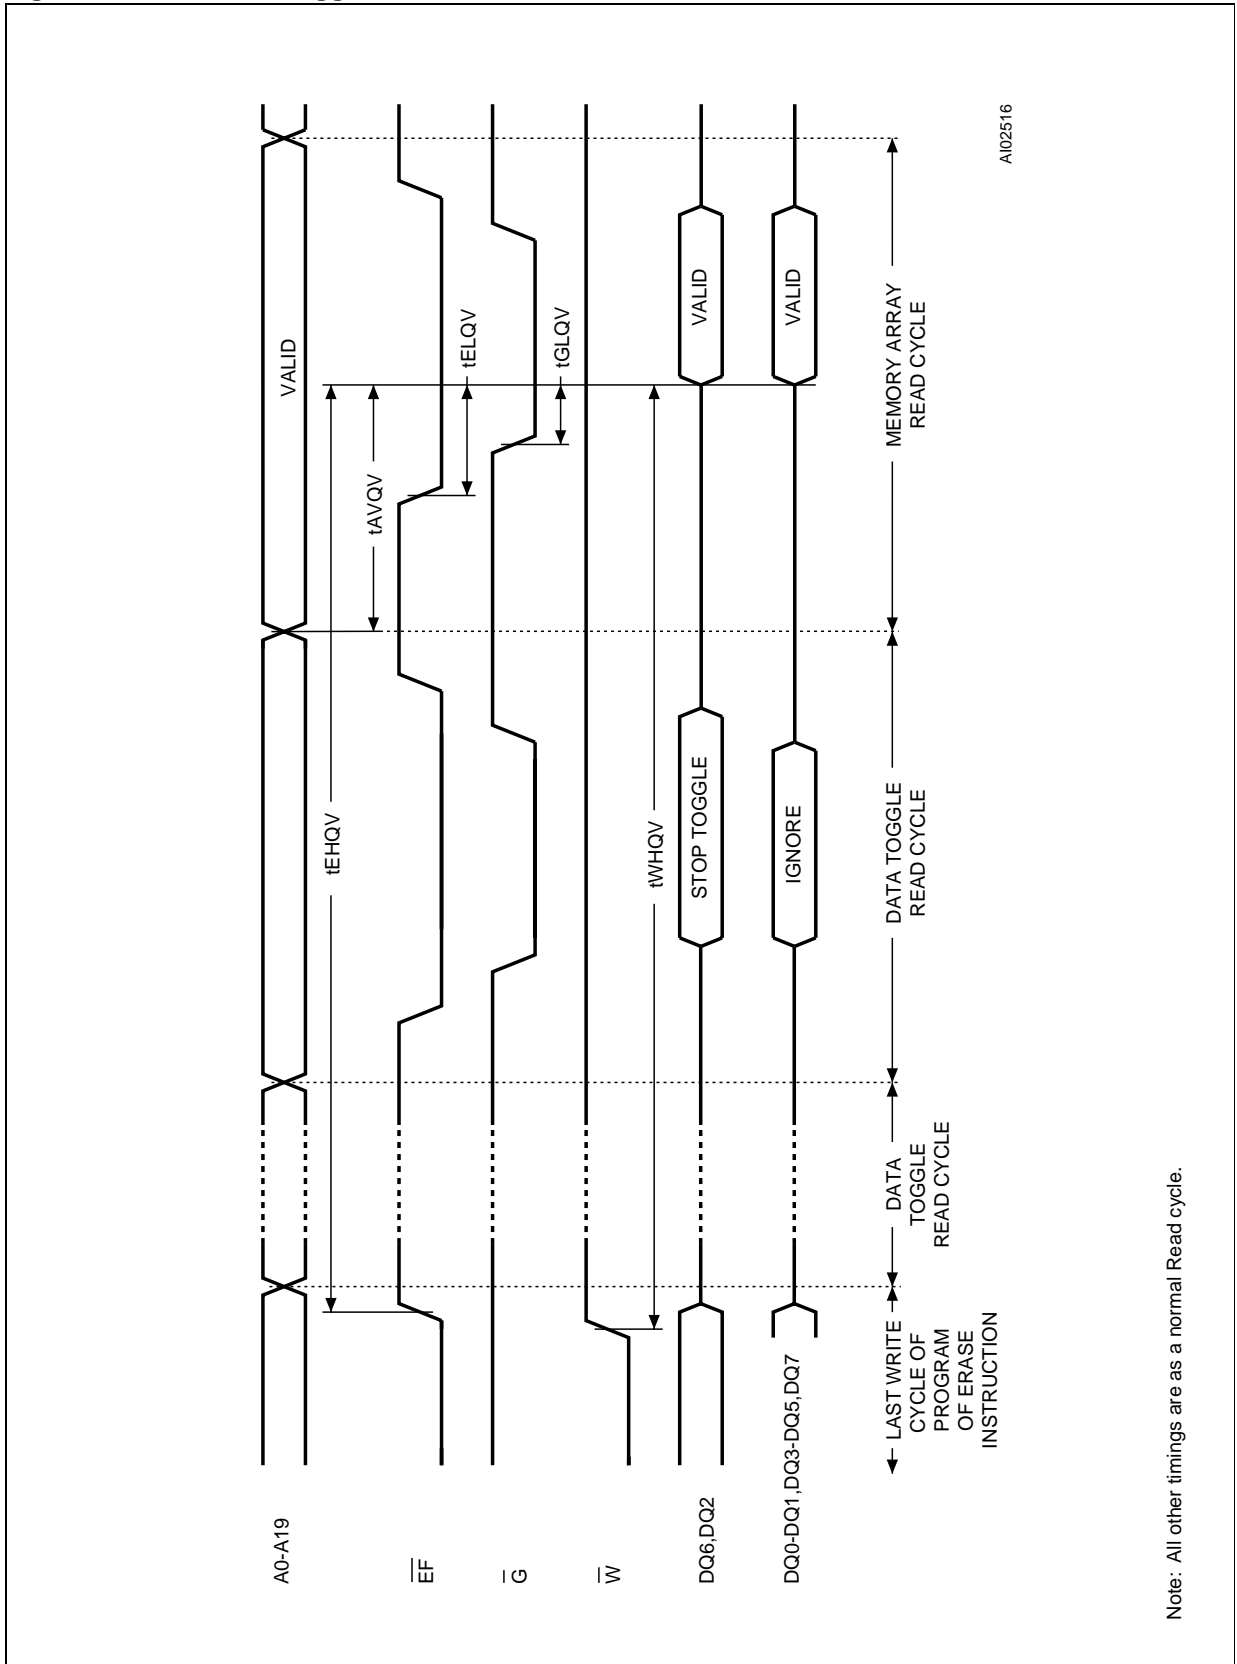 A0-A19
EF
G
W
DQ6,DQ2
DQ0-DQ1,DQ3-DQ5,DQ7
VALID
tEHQV
tAVQV
tELQV
tGLQV
tWHQV
STOP TOGGLE
VALID
IGNORE
VALID
LAST WRITE
CYCLE OF
PROGRAM
OF ERASE
INSTRUCTION
DATA
TOGGLE
READ CYCLE
DATA TOGGLE
READ CYCLE
MEMORY ARRAY
READ CYCLE
AI02516
Note: All other timings are as a normal Read cycle.